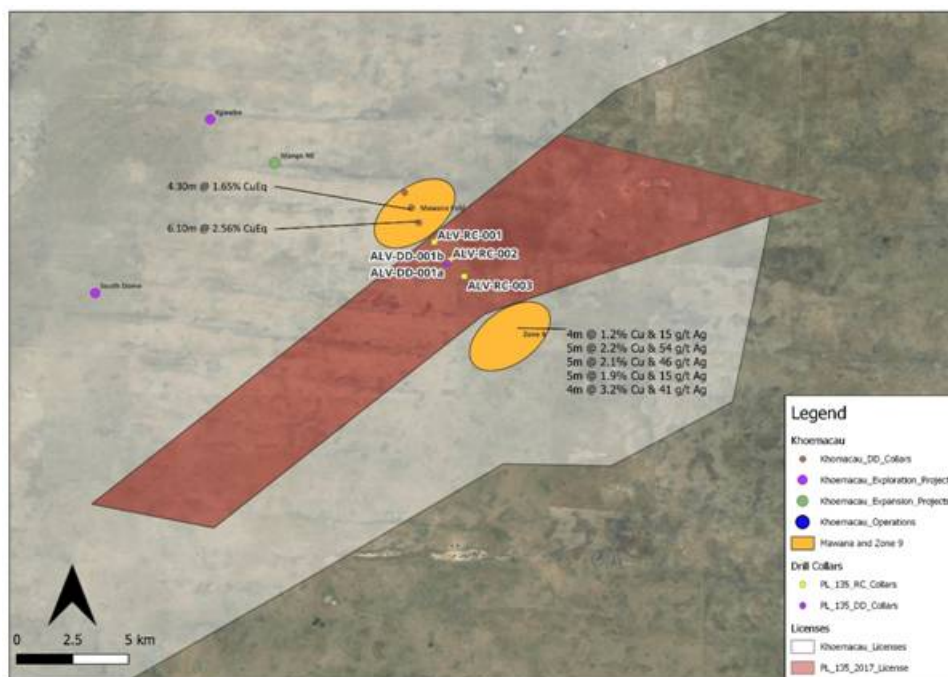 Mango NE
4.30m @ 1.65% CuEq
6.10m @ 2.56% CuEq
ALV-RC-001
ALV-DD-001b
ALV-RC-002
ALV-DD-001a
ALV-RC-003
South Dome
Zone 9
4m @ 1.2% Cu & 15 g/t Ag
5m @ 2.2% Cu & 54 g/t Ag
5m @ 2.1% Cu & 46 g/t Ag
5m @ 1.9% Cu & 15 g/t Ag
4m @ 3.2% Cu & 41 g/t Ag
Legend
Khoemacau
Khomacau_DD_Collars
Khoemacau_Exploration_Project
Khoemacau_Expansion_Projects
Khoemacau_Operations
Mawana and Zone 9
Drill Collars
PL_135_RC_Collars
PL_135_DD_Collars
Licenses
Khoemacau_Licenses
PL_135_2017_License
0 2.5 5 km